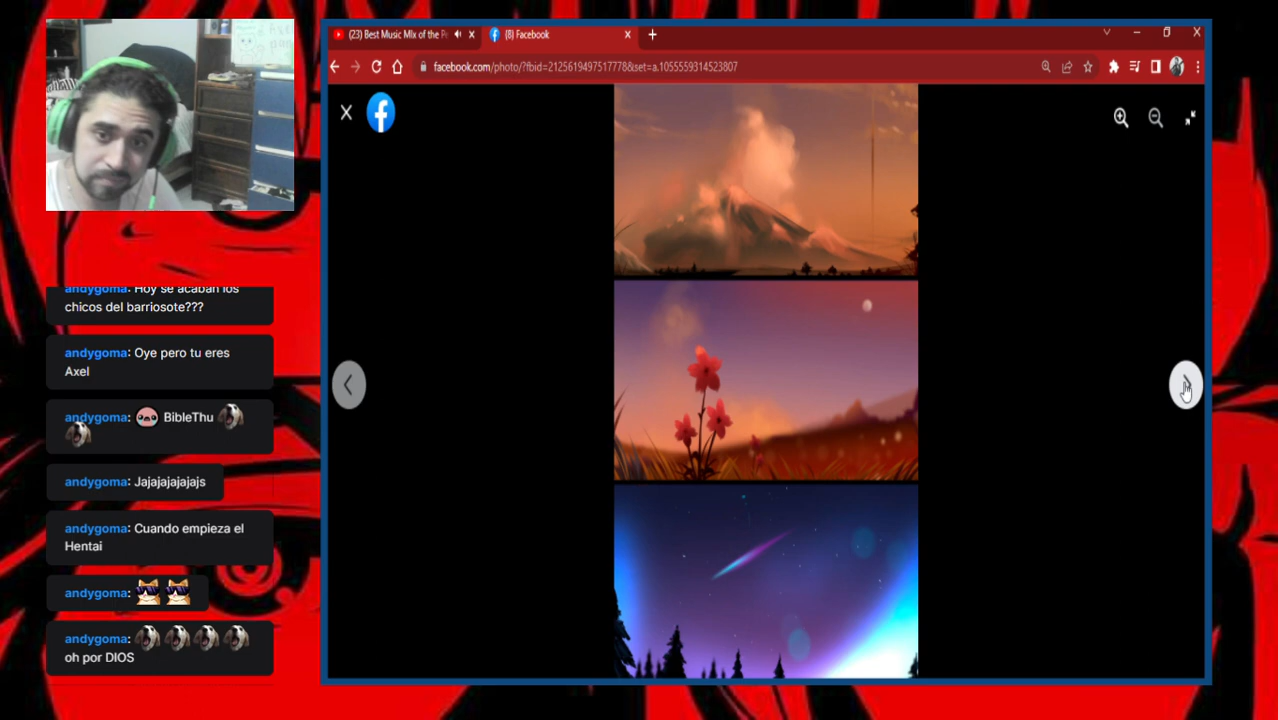 (23) Best Music Mix of the P
(8) Facebook
facebook.com/photo/?fbid=2125619497517778&set=a.1055559314523807
andygoma: Hoy se acaban los
chicos del barriosote???
andygoma: Oye pero tu eres
Axel
andygoma: BibleThu
andygoma: Jajajajajajajs
andygoma: Cuando empieza el
Hentai
andygoma:
andygoma:
oh por DIOS